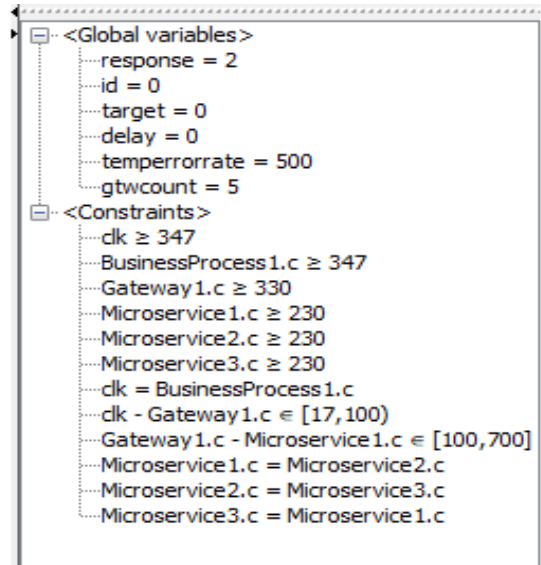 <Global variables>
response = 2
id = 0
target = 0
delay = 0
temperrorrate = 500
gtwcount = 5
<Constraints>
clk ≥ 347
BusinessProcess1.c ≥ 347
Gateway1.c ≥ 330
Microservice1.c ≥ 230
Microservice2.c ≥ 230
Microservice3.c ≥ 230
clk = BusinessProcess1.c
clk - Gateway1.c ∈ [17,100)
Gateway1.c - Microservice1.c ∈ [100,700]
Microservice1.c = Microservice2.c
Microservice2.c = Microservice3.c
Microservice3.c = Microservice1.c